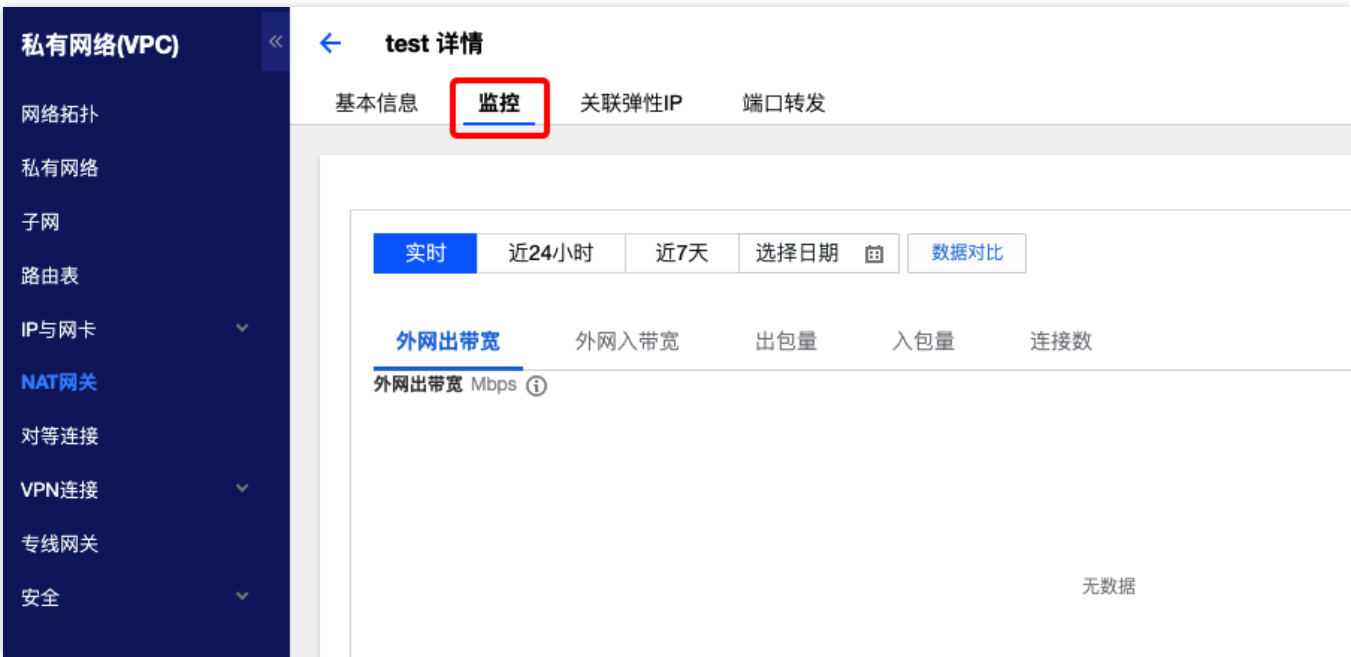 私有网络(VPC)
网络拓扑
私有网络
子网
路由表
IP与网卡
NAT网关
对等连接
VPN连接
专线网关
安全
test 详情
基本信息 监控 关联弹性IP 端口转发
实时 近24小时 近7天 选择日期 数据对比
外网出带宽 外网入带宽 出包量 入包量 连接数
外网出带宽 Mbps
无数据